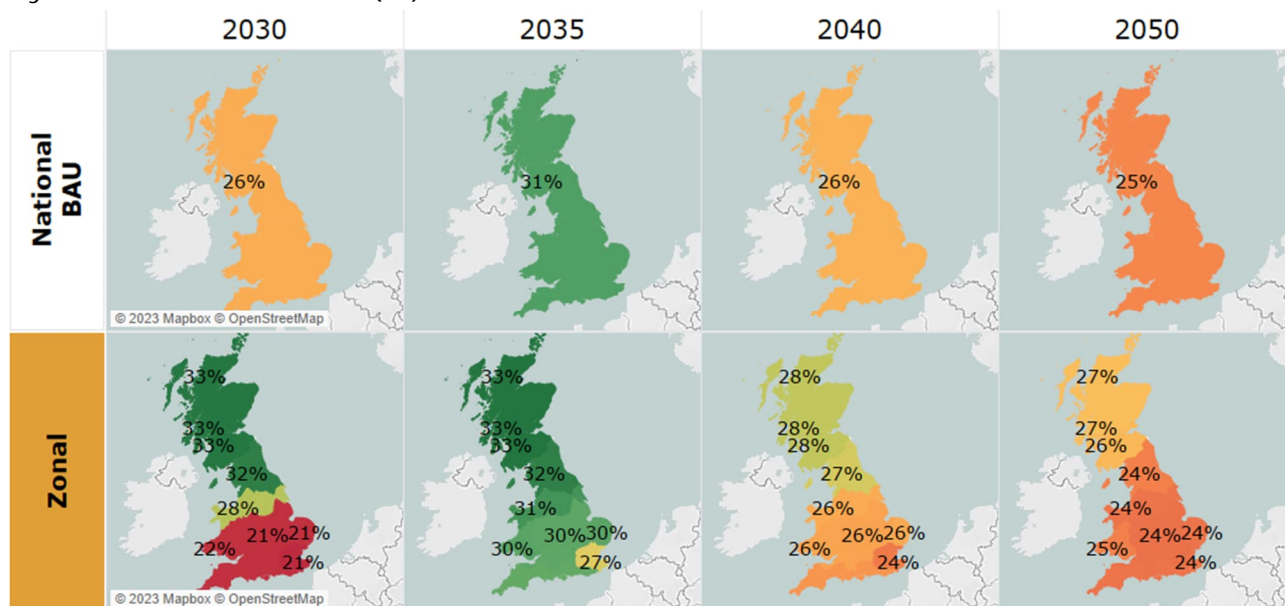 2030 2035 2040 2050
National
BAU
26% 31% 26% 25%
© 2023 Mapbox © OpenStreetMap
Zonal
33% 33% 28% 27%
33% 33% 28% 27%
33% 33% 28% 26%
32% 32% 27% 24%
28% 31% 26% 24%
21% 21% 30% 30% 26% 26% 24% 24%
22% 30% 26% 25%
21% 27% 24% 24%
© 2023 Mapbox © OpenStreetMap